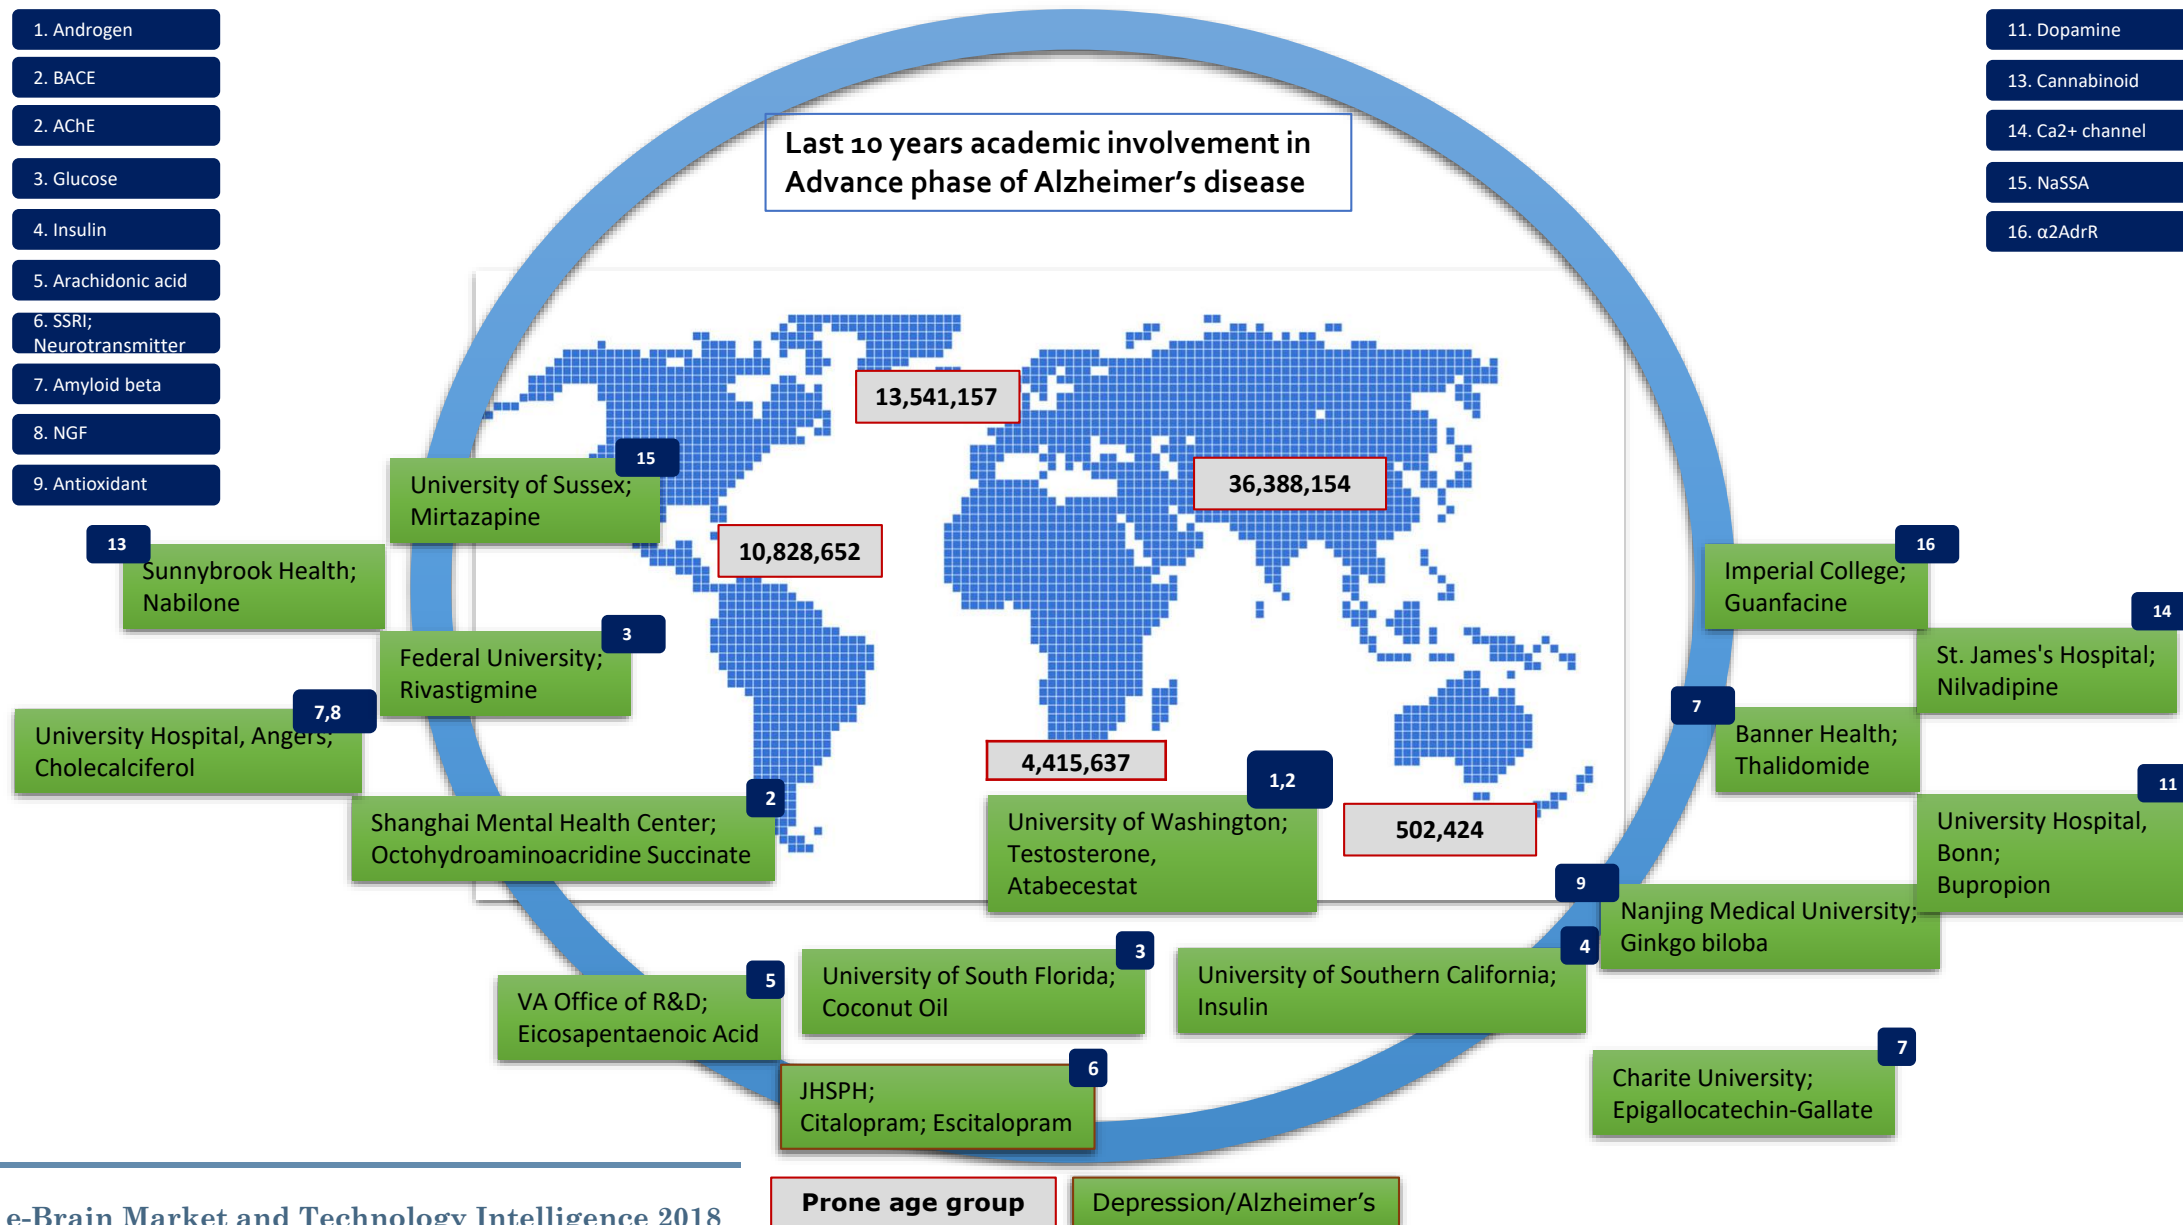 1. Androgen
2. BACE
2. AChE
3. Glucose
4. Insulin
5. Arachidonic acid
6. SSRI;
Neurotransmitter
7. Amyloid beta
8. NGF
9. Antioxidant
11. Dopamine
13. Cannabinoid
14. Ca2+ channel
15. NaSSA
16. α2AdrR
Last 10 years academic involvement in
Advance phase of Alzheimer's disease
13,541,157
36,388,154
10,828,652
4,415,637
502,424
15
University of Sussex;
Mirtazapine
13
Sunnybrook Health;
Nabilone
3
Federal University;
Rivastigmine
7,8
University Hospital, Angers;
Cholecalciferol
2
Shanghai Mental Health Center;
Octohydroaminoacridine Succinate
1,2
University of Washington;
Testosterone,
Atabecestat
16
Imperial College;
Guanfacine
14
St. James's Hospital;
Nilvadipine
7
Banner Health;
Thalidomide
11
University Hospital,
Bonn;
Bupropion
9
Nanjing Medical University;
Ginkgo biloba
5
VA Office of R&D;
Eicosapentaenoic Acid
3
University of South Florida;
Coconut Oil
4
University of Southern California;
Insulin
6
JHSPH;
Citalopram; Escitalopram
7
Charite University;
Epigallocatechin-Gallate
Prone age group
Depression/Alzheimer's
e-Brain Market and Technology Intelligence 2018